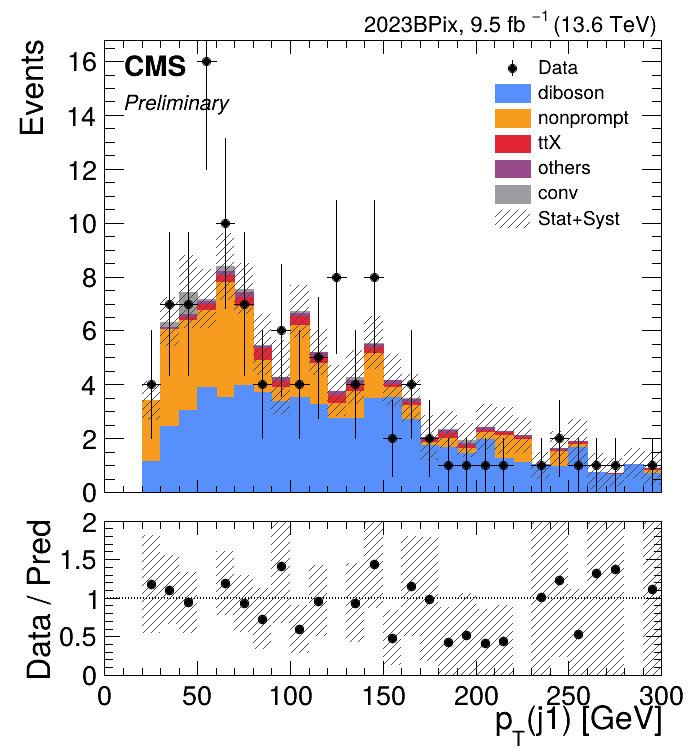 2023BPix, 9.5 fb⁻¹ (13.6 TeV)
CMS
Preliminary
Data
diboson
nonprompt
ttX
others
conv
Stat+Syst
Events
16
14
12
10
8
6
4
2
0
Data / Pred
2
1.5
1
0.5
0
0 50 100 150 200 250 300
p_T(j1) [GeV]